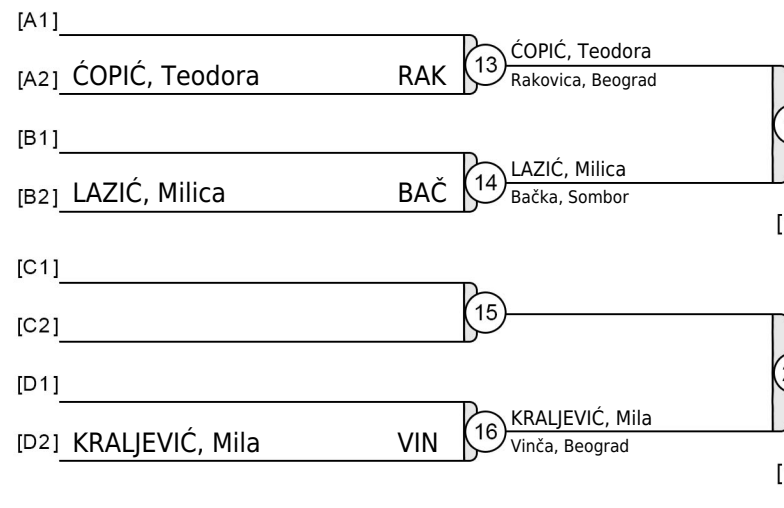 [A1]
[A2] ĆOPIĆ, Teodora RAK
13
ĆOPIĆ, Teodora
Rakovica, Beograd
[B1]
[B2] LAZIĆ, Milica BAČ
14
LAZIĆ, Milica
Bačka, Sombor
[
[C1]
[C2]
15
[D1]
[D2] KRALJEVIĆ, Mila VIN
16
KRALJEVIĆ, Mila
Vinča, Beograd
[